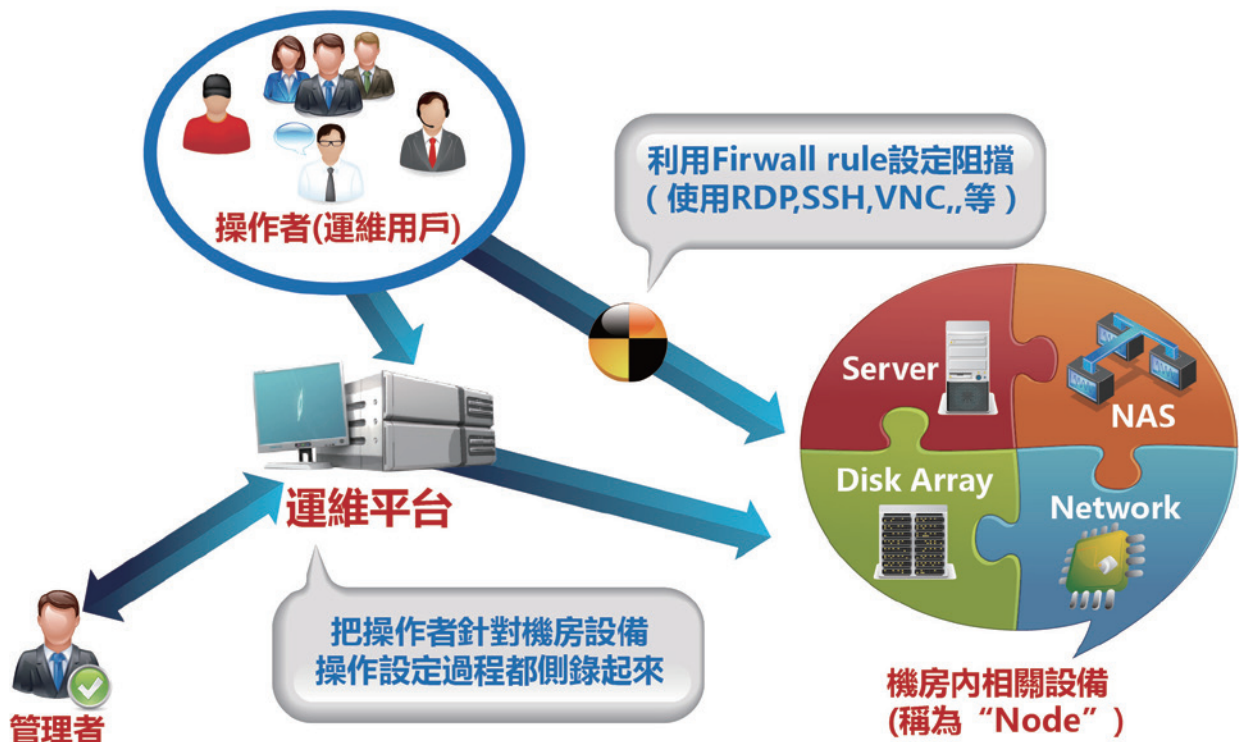 操作者(運維用戶)
利用Firwall rule設定阻擋
（使用RDP,SSH,VNC,,等）
Server
NAS
Disk Array
Network
運維平台
把操作者針對機房設備
操作設定過程都側錄起來
管理者
機房內相關設備
(稱為“Node”)